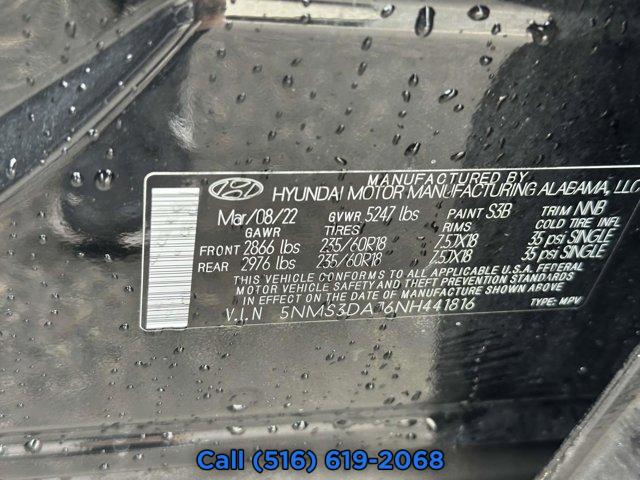 MANUFACTURED BY
HYUNDAI MOTOR MANUFACTURING ALABAMA, LLC
Mar/08/22 GVWR 5247 lbs PAINT S3B TRIM NNB
GAWR TIRES RIMS COLD TIRE INFL
FRONT 2866 lbs 235/60R18 7.5JX18 35 psi SINGLE
REAR 2976 lbs 235/60R18 7.5JX18 35 psi SINGLE
THIS VEHICLE CONFORMS TO ALL APPLICABLE U.S.A. FEDERAL
MOTOR VEHICLE SAFETY AND THEFT PREVENTION STANDARDS
IN EFFECT ON THE DATE OF MANUFACTURE SHOWN ABOVE
V.I.N TYPE: MPV
Call (516) 619-2068